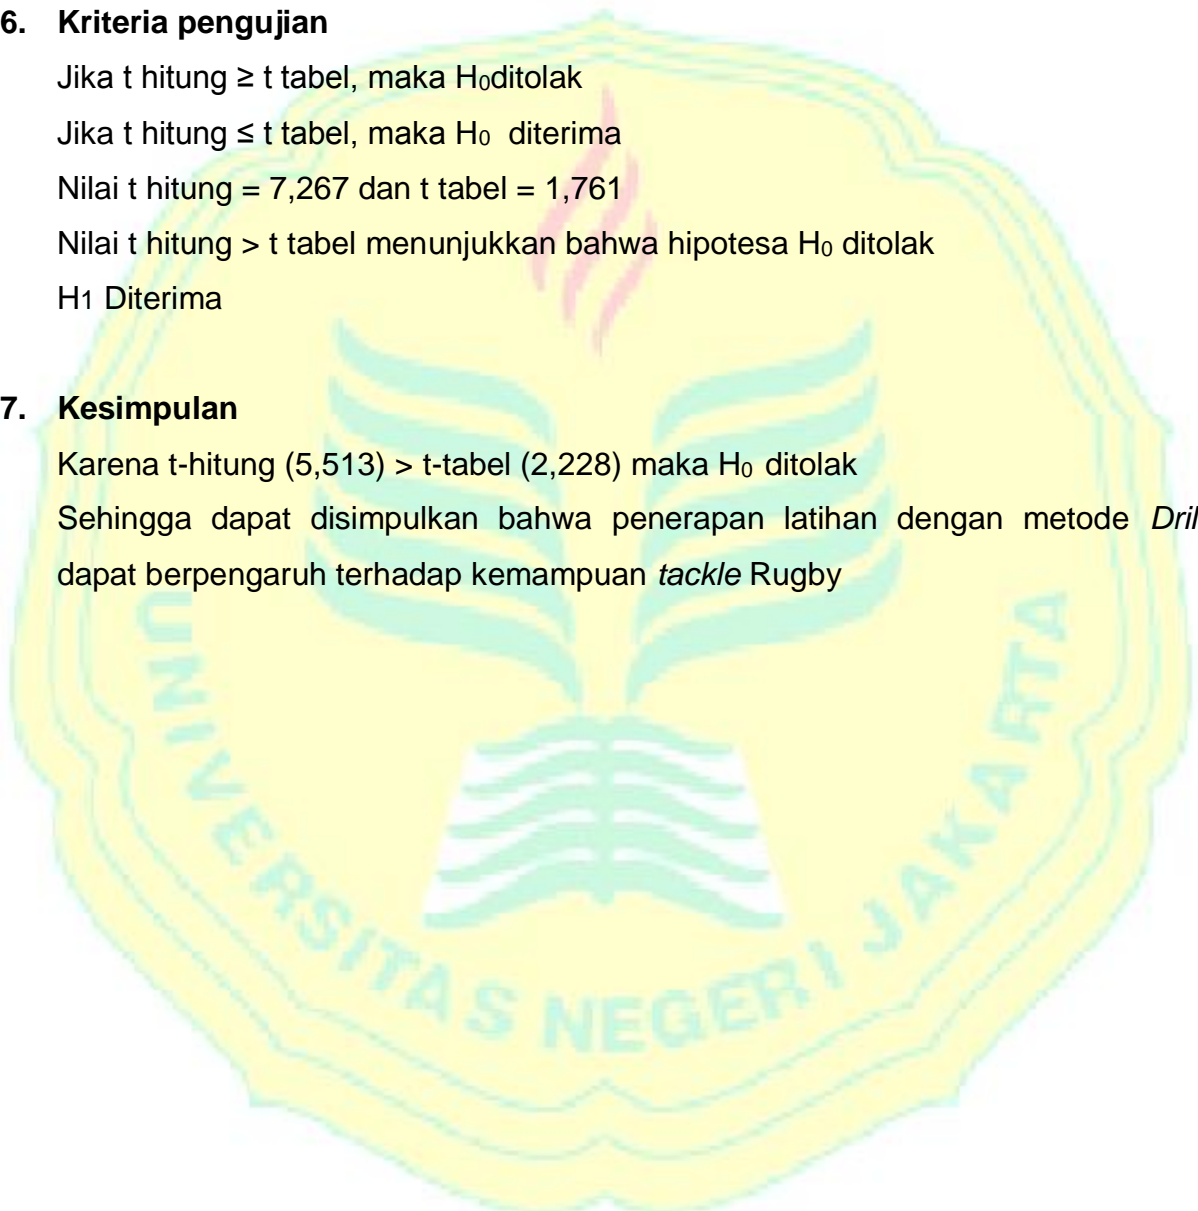 6. Kriteria pengujian
Jika t hitung ≥ t tabel, maka H0ditolak
Jika t hitung ≤ t tabel, maka H0 diterima
Nilai t hitung = 7,267 dan t tabel = 1,761
Nilai t hitung > t tabel menunjukkan bahwa hipotesa H0 ditolak
H1 Diterima
7. Kesimpulan
Karena t-hitung (5,513) > t-tabel (2,228) maka H0 ditolak
Sehingga dapat disimpulkan bahwa penerapan latihan dengan metode Dril
dapat berpengaruh terhadap kemampuan tackle Rugby
UNIVERSITAS NEGERI JAKARTA